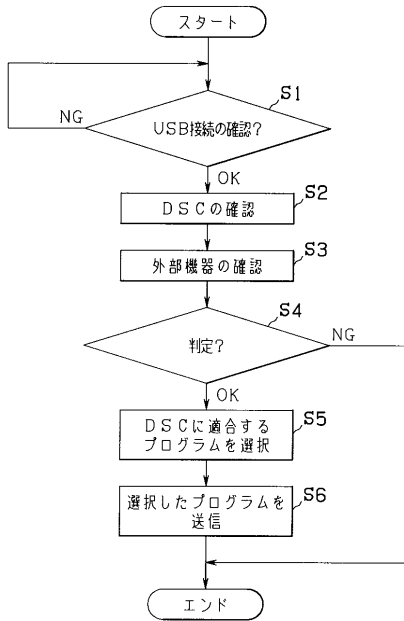 スタート
S1
NG
USB接続の確認?
OK
S2
DSCの確認
S3
外部機器の確認
S4
NG
判定?
OK
S5
DSCに適合する
プログラムを選択
S6
選択したプログラムを
送信
エンド